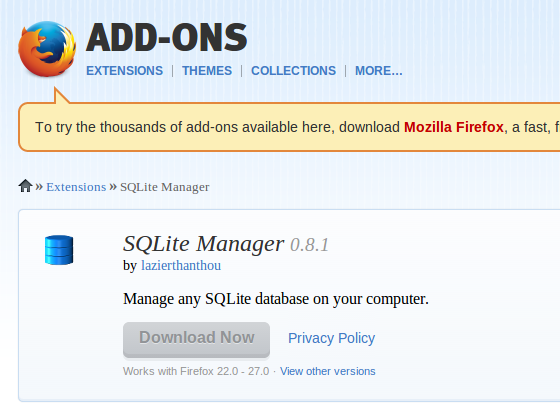 ADD-ONS
EXTENSIONS | THEMES | COLLECTIONS | MORE...
To try the thousands of add-ons available here, download Mozilla Firefox, a fast,
» Extensions » SQLite Manager
SQLite Manager 0.8.1
by lazierthanthou
Manage any SQLite database on your computer.
Download Now Privacy Policy
Works with Firefox 22.0 - 27.0 · View other versions